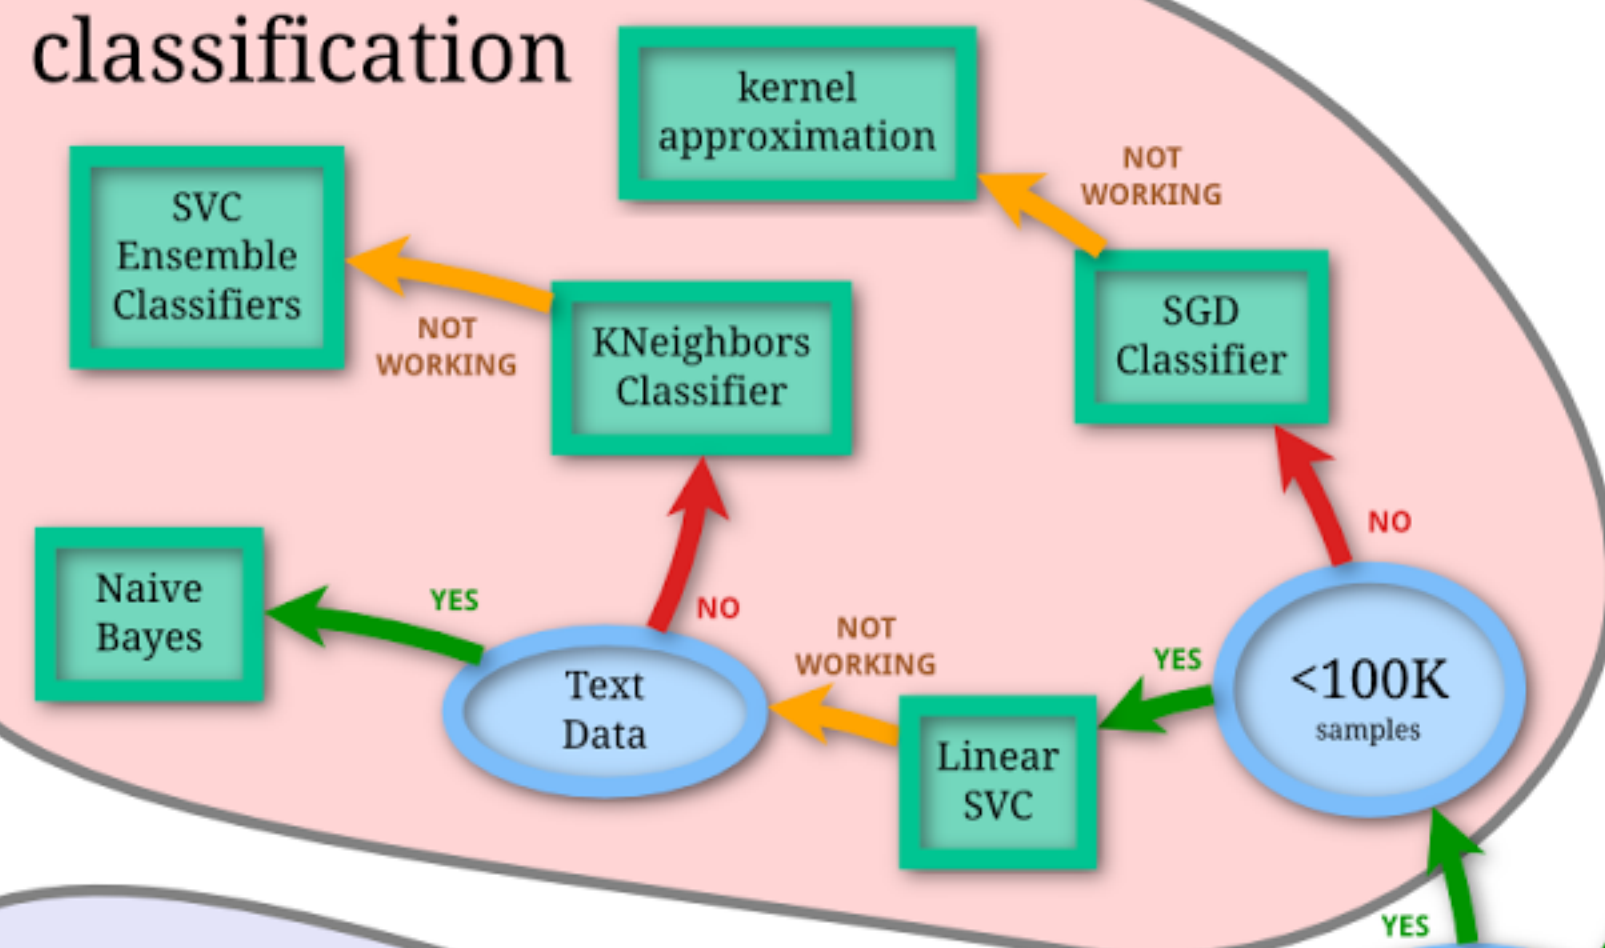 classification
kernel
approximation
NOT
WORKING
SVC
Ensemble
Classifiers
NOT
WORKING
KNeighbors
Classifier
SGD
Classifier
NO
Naive
Bayes
YES
NO
Text
Data
NOT
WORKING
YES
Linear
SVC
<100K
samples
YES